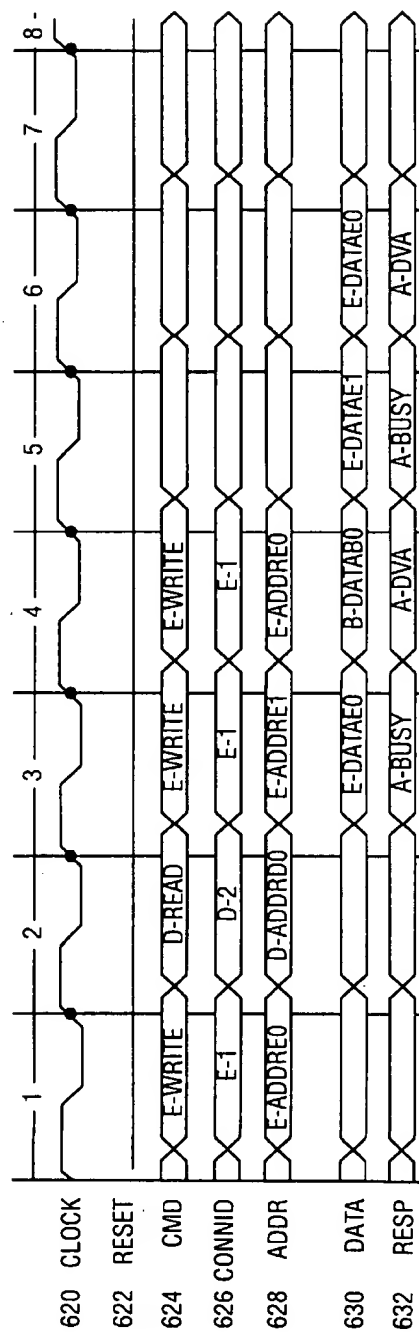 1 2 3 4 5 6 7 8
620 CLOCK
622 RESET
624 CMD E-WRITE D-READ E-WRITE E-WRITE
626 CONNID E-1 D-2 E-1 E-1
628 ADDR E-ADDRE0 D-ADDRD0 E-ADDRE1 E-ADDRE0
630 DATA E-DATAE0 B-DATAB0 E-DATAE1 E-DATAE0
632 RESP A-BUSY A-DVA A-BUSY A-DVA